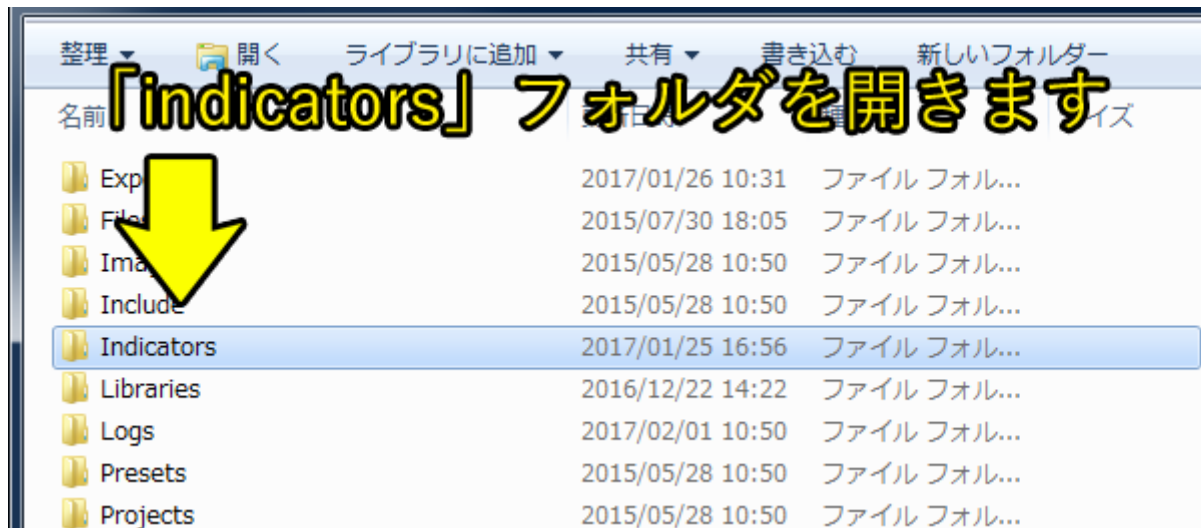 整理 開く ライブラリに追加 共有 書き込む 新しいフォルダー
「indicators」フォルダを開きます
名前
2017/01/26 10:31 ファイル フォル...
2015/07/30 18:05 ファイル フォル...
2015/05/28 10:50 ファイル フォル...
Include 2015/05/28 10:50 ファイル フォル...
Indicators 2017/01/25 16:56 ファイル フォル...
Libraries 2016/12/22 14:22 ファイル フォル...
Logs 2017/02/01 10:50 ファイル フォル...
Presets 2015/05/28 10:50 ファイル フォル...
Projects 2015/05/28 10:50 ファイル フォル...